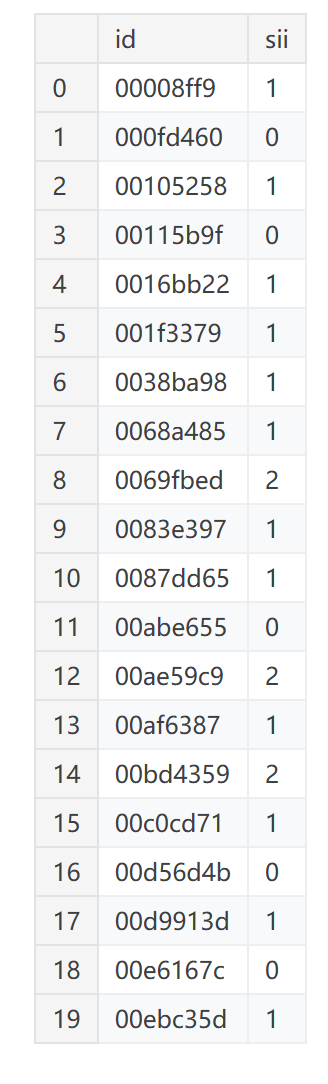 id sii
0 00008ff9 1
1 000fd460 0
2 00105258 1
3 00115b9f 0
4 0016bb22 1
5 001f3379 1
6 0038ba98 1
7 0068a485 1
8 0069fbed 2
9 0083e397 1
10 0087dd65 1
11 00abe655 0
12 00ae59c9 2
13 00af6387 1
14 00bd4359 2
15 00c0cd71 1
16 00d56d4b 0
17 00d9913d 1
18 00e6167c 0
19 00ebc35d 1